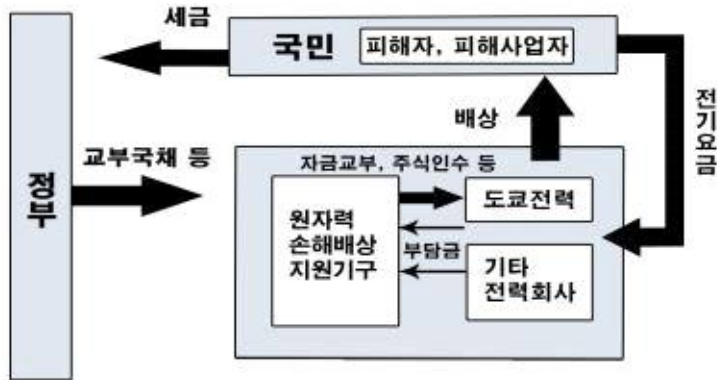 세금
국민
피해자, 피해사업자
배상
전기요금
교부국채 등
정부
자금교부, 주식인수 등
원자력
손해배상
지원기구
도쿄전력
부담금
기타
전력회사